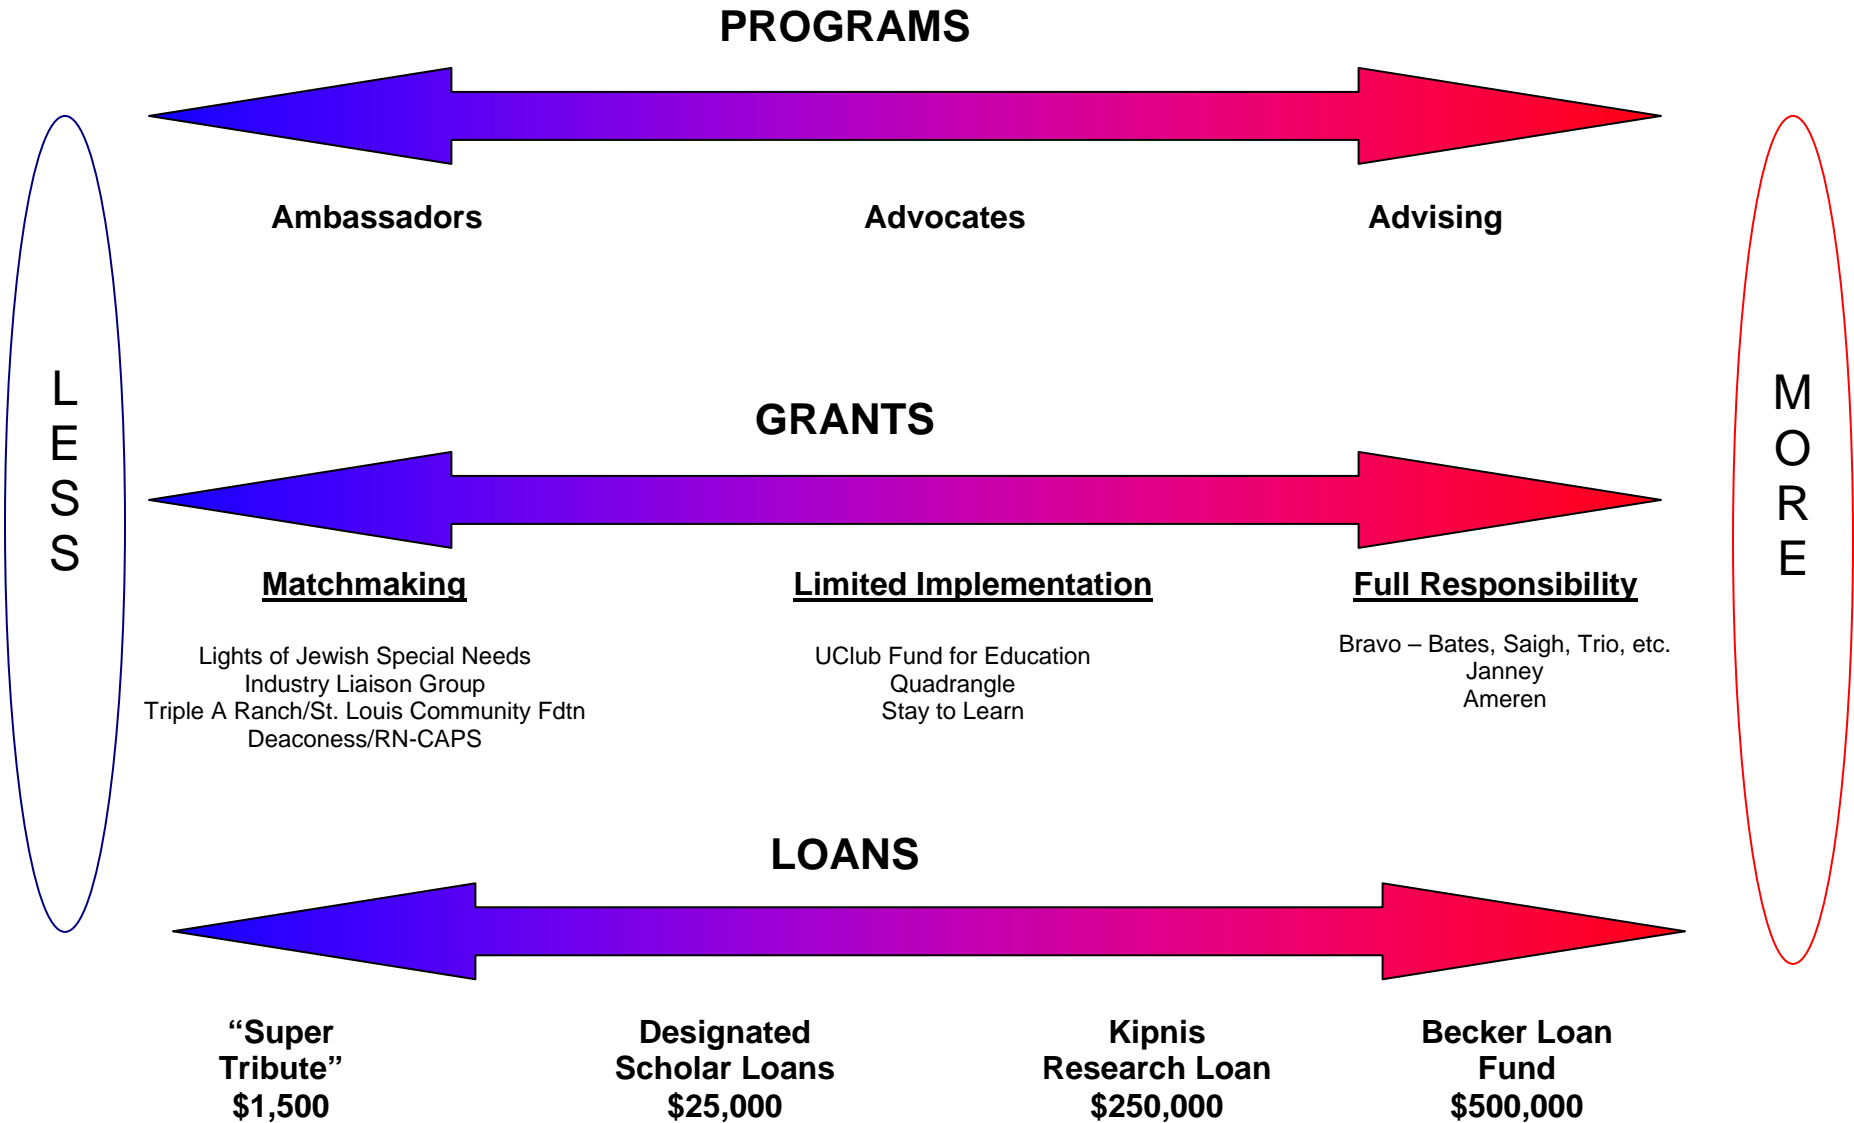 PROGRAMS
Ambassadors
Advocates
Advising
LESS
MORE
GRANTS
Matchmaking
Lights of Jewish Special Needs
Industry Liaison Group
Triple A Ranch/St. Louis Community Fdtn
Deaconess/RN-CAPS
Limited Implementation
UClub Fund for Education
Quadrangle
Stay to Learn
Full Responsibility
Bravo – Bates, Saigh, Trio, etc.
Janney
Ameren
LOANS
“Super
Tribute”
$1,500
Designated
Scholar Loans
$25,000
Kipnis
Research Loan
$250,000
Becker Loan
Fund
$500,000